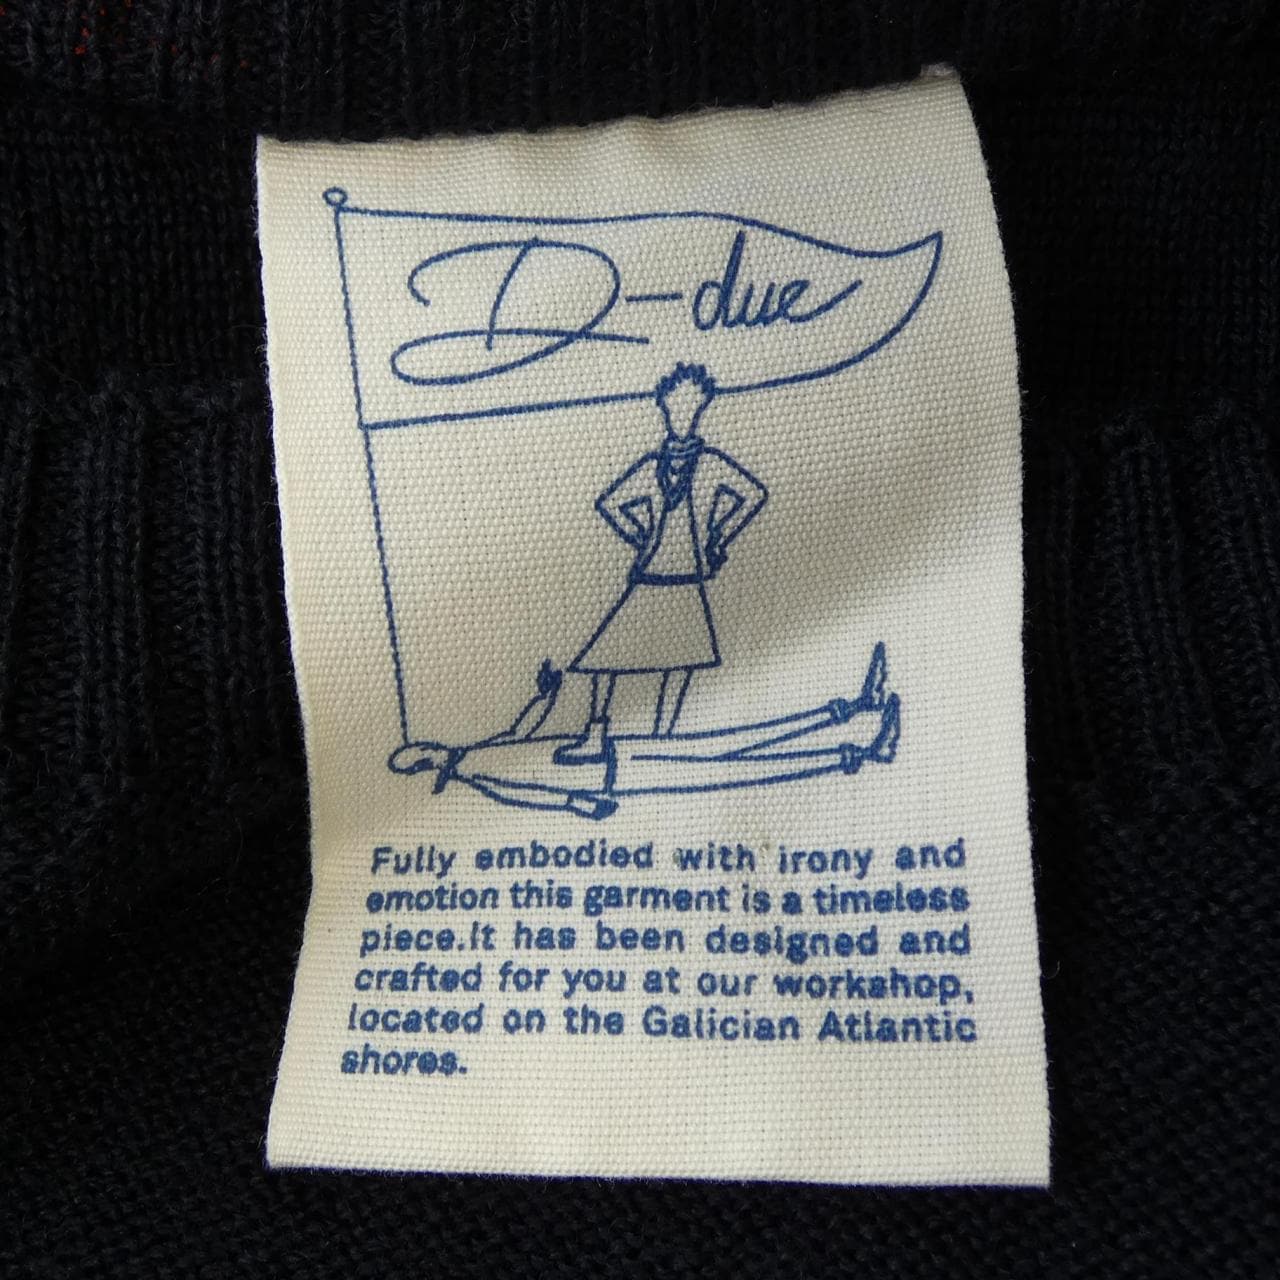 D-due
Fully embodied with irony and
emotion this garment is a timeless
piece.It has been designed and
crafted for you at our workshop,
located on the Galician Atlantic
shores.